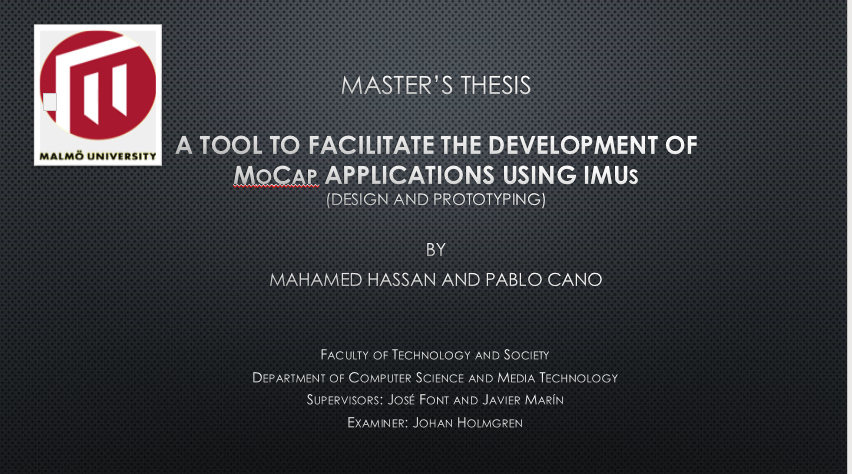 MALMÖ UNIVERSITY
MASTER'S THESIS
A TOOL TO FACILITATE THE DEVELOPMENT OF
MOCAP APPLICATIONS USING IMUS
(DESIGN AND PROTOTYPING)
BY
MAHAMED HASSAN AND PABLO CANO
FACULTY OF TECHNOLOGY AND SOCIETY
DEPARTMENT OF COMPUTER SCIENCE AND MEDIA TECHNOLOGY
SUPERVISORS: JOSÉ FONT AND JAVIER MARÍN
EXAMINER: JOHAN HOLMGREN